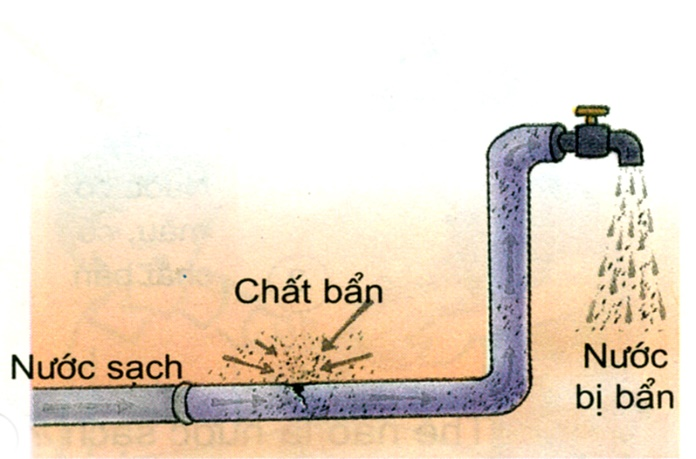 Chất bẩn
Nước sạch
Nước
bị bẩn